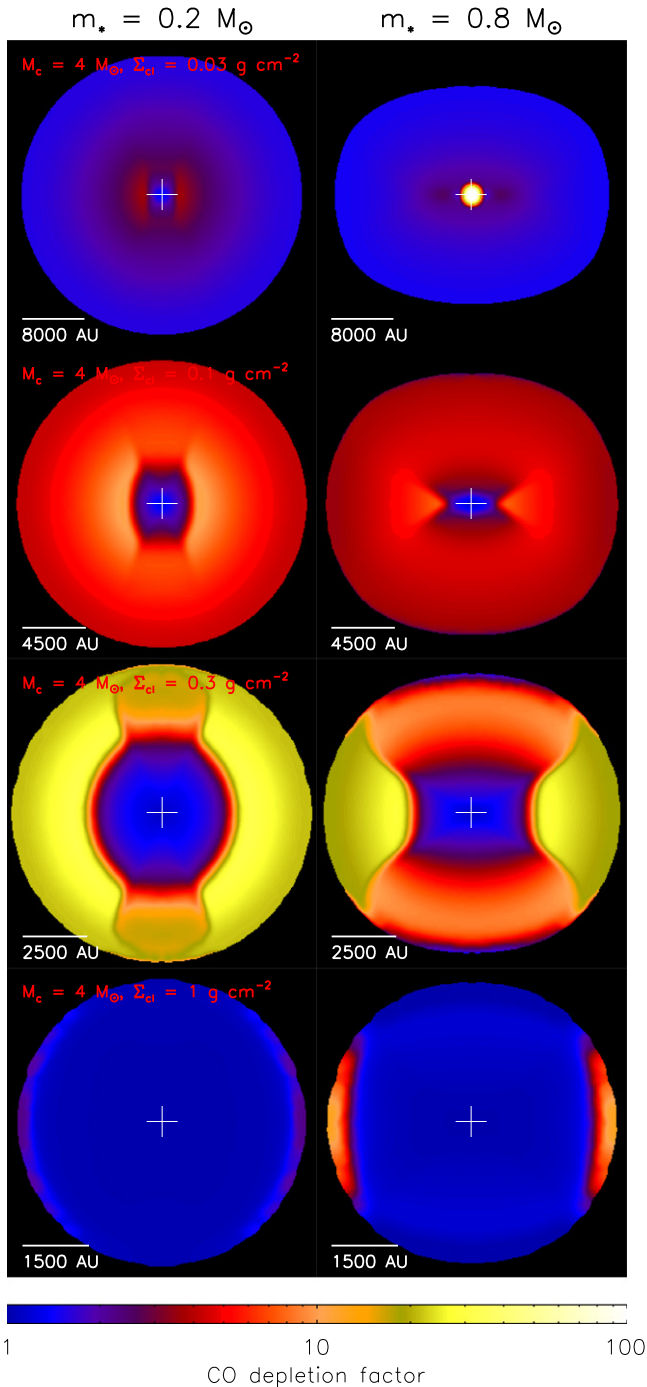 m* = 0.2 M⊙ m* = 0.8 M⊙
Mc = 4 M⊙, Σcl = 0.03 g cm−2
8000 AU 8000 AU
Mc = 4 M⊙, Σcl = 0.1 g cm−2
4500 AU 4500 AU
Mc = 4 M⊙, Σcl = 0.3 g cm−2
2500 AU 2500 AU
Mc = 4 M⊙, Σcl = 1 g cm−2
1500 AU 1500 AU
1 10 100
CO depletion factor